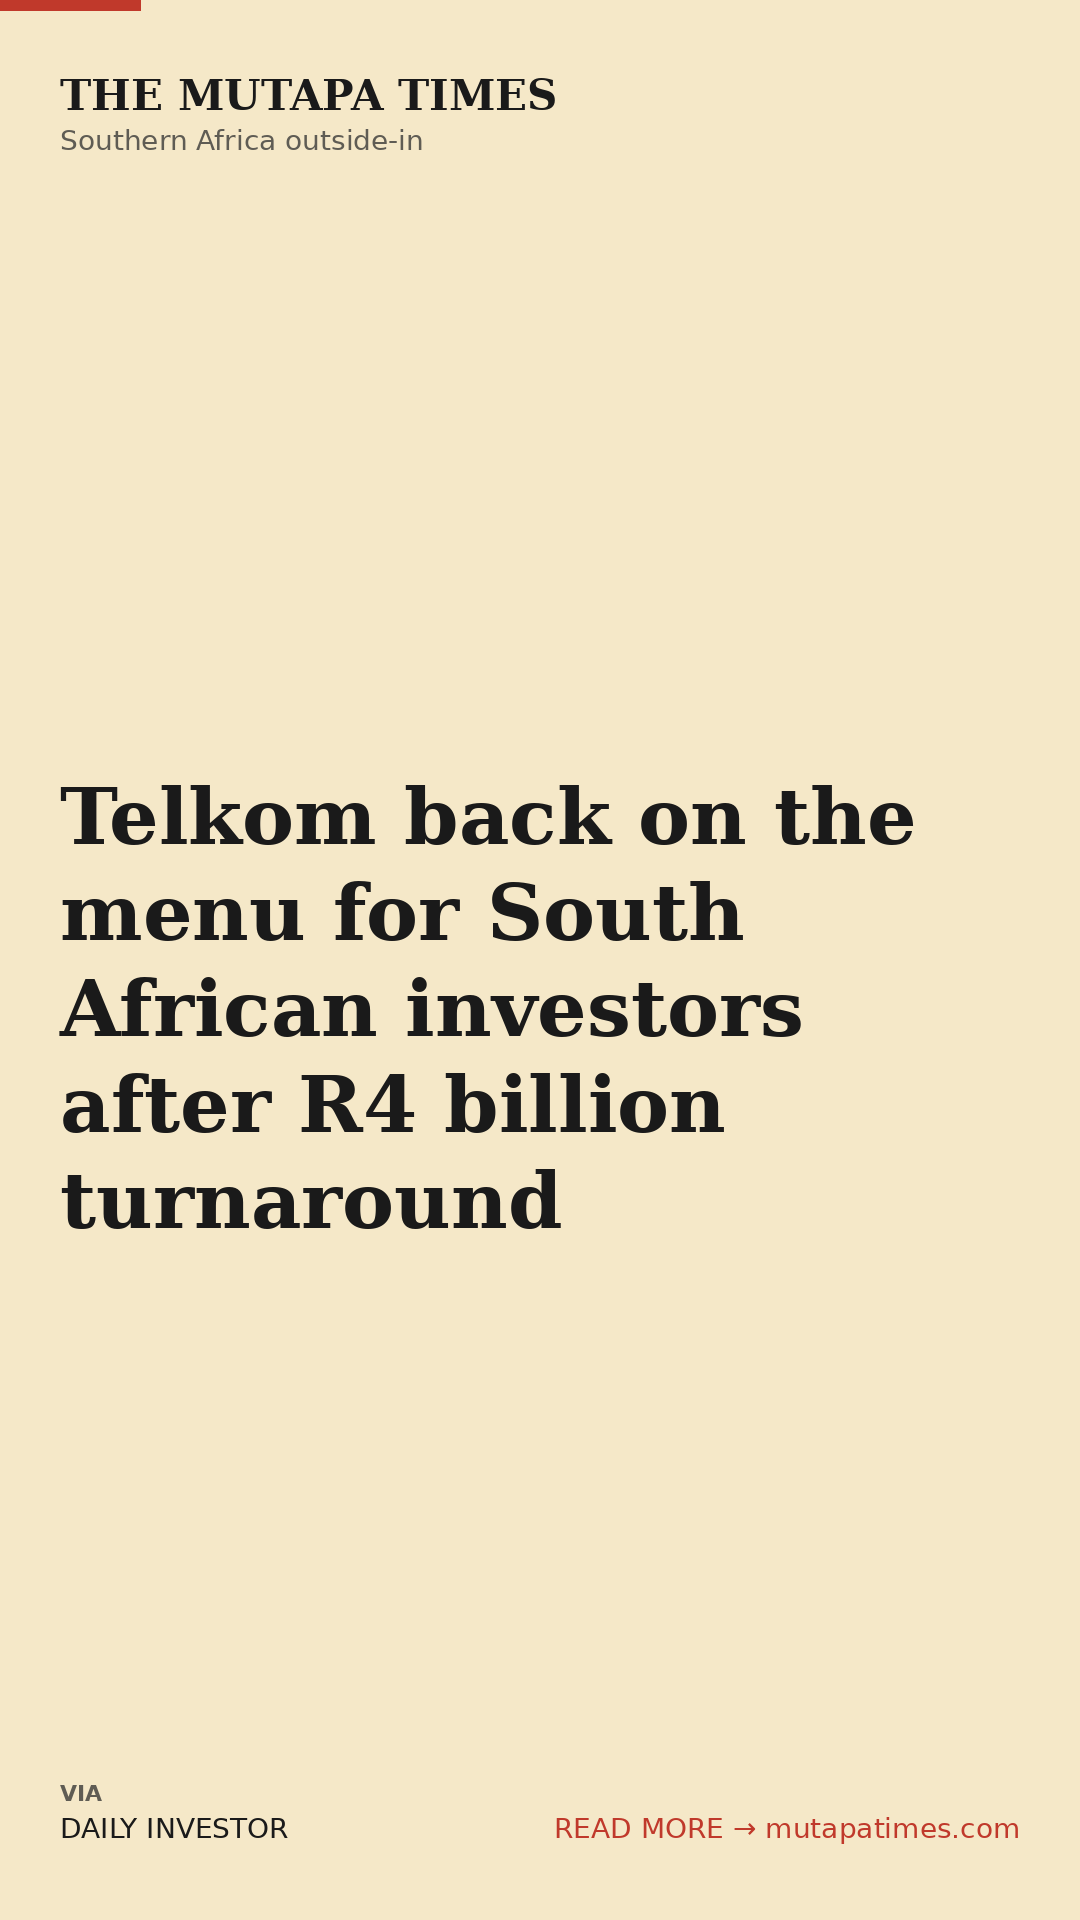 THE MUTAPA TIMES
Southern Africa outside-in
Telkom back on the
menu for South
African investors
after R4 billion
turnaround
VIA
DAILY INVESTOR
READ MORE → mutapatimes.com